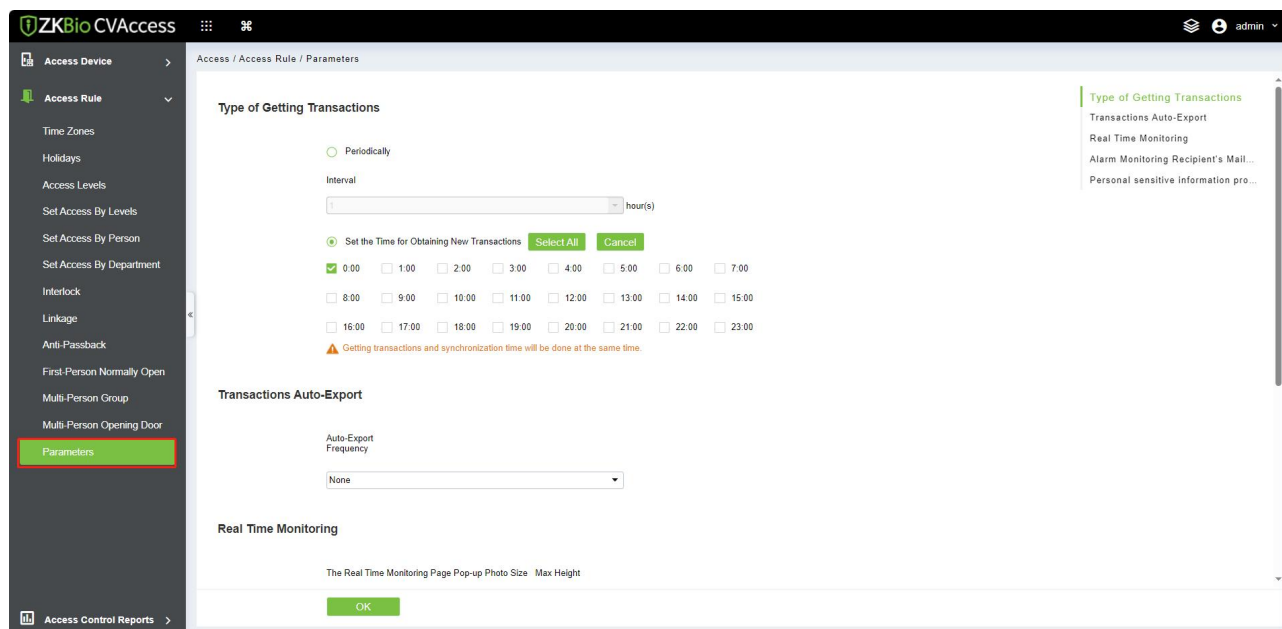 ZKBio CVAccess
admin
Access Device
Access Rule
Time Zones
Holidays
Access Levels
Set Access By Levels
Set Access By Person
Set Access By Department
Interlock
Linkage
Anti-Passback
First-Person Normally Open
Multi-Person Group
Multi-Person Opening Door
Parameters
Access Control Reports
Access / Access Rule / Parameters
Type of Getting Transactions
Periodically
Interval
1 hour(s)
Set the Time for Obtaining New Transactions Select All Cancel
0:00 1:00 2:00 3:00 4:00 5:00 6:00 7:00
8:00 9:00 10:00 11:00 12:00 13:00 14:00 15:00
16:00 17:00 18:00 19:00 20:00 21:00 22:00 23:00
Getting transactions and synchronization time will be done at the same time.
Transactions Auto-Export
Auto-Export
Frequency
None
Real Time Monitoring
The Real Time Monitoring Page Pop-up Photo Size Max Height
OK
Type of Getting Transactions
Transactions Auto-Export
Real Time Monitoring
Alarm Monitoring Recipient's Mail...
Personal sensitive information pro...